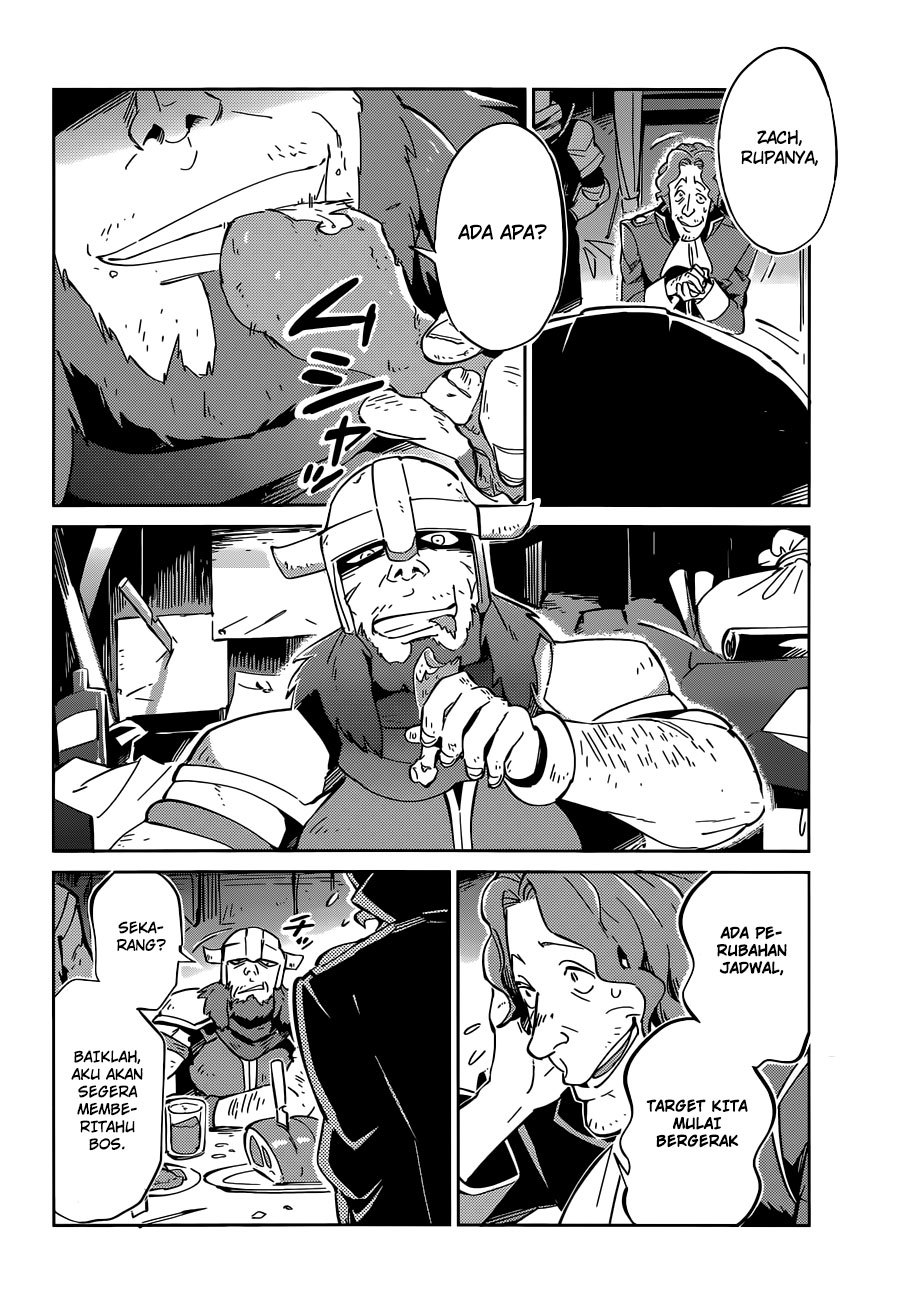 ZACH,
RUPANYA,
ADA APA?
ムシャッ
ADA PE-
RUBAHAN
JADWAL,
TARGET KITA
MULAI
BERGERAK
SEKA-
RANG?
チッ
BAIKLAH,
AKU AKAN
SEGERA
MEMBE-
RITAHU
BOS.